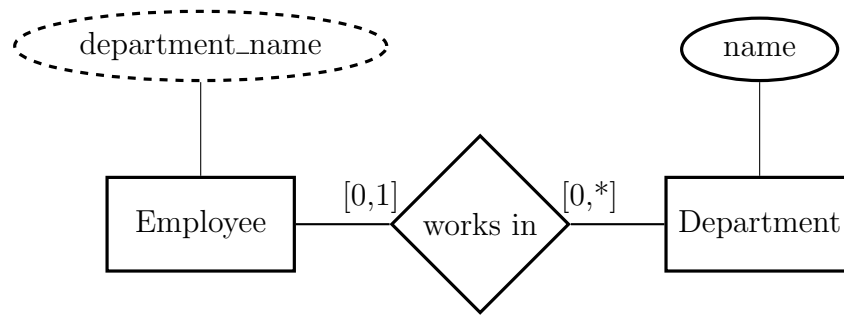 department_name
name
[0,1]
[0,*]
Employee
works in
Department